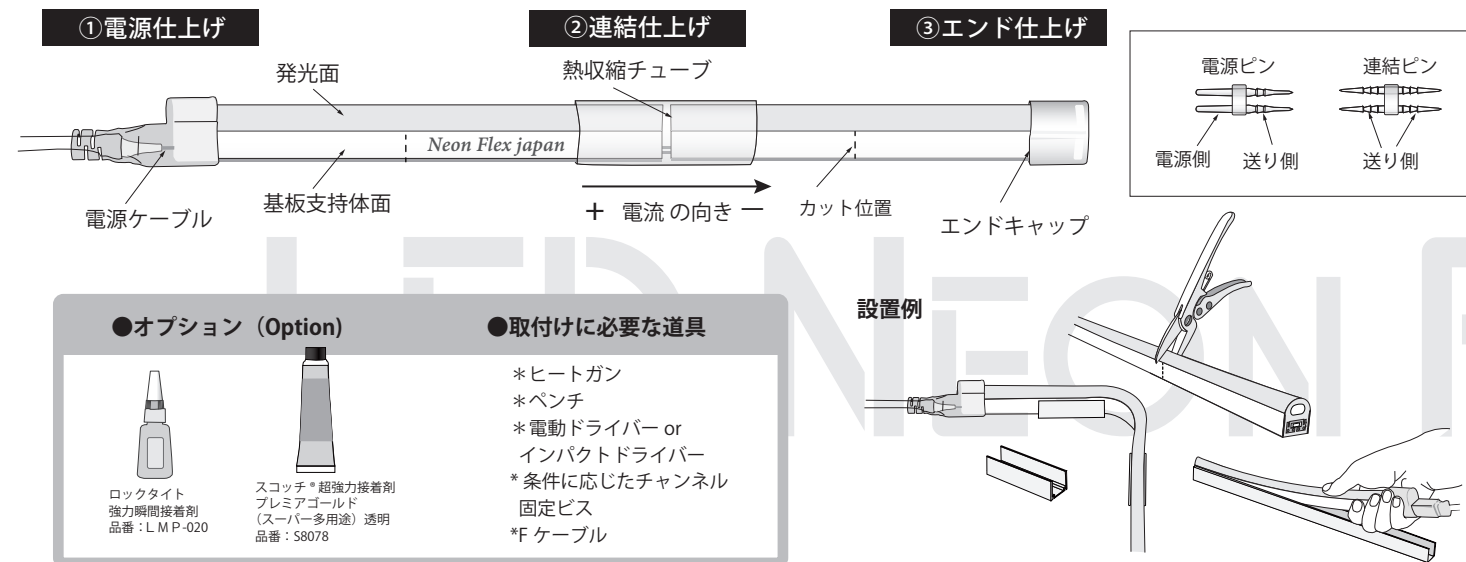 ①電源仕上げ
②連結仕上げ
③エンド仕上げ
発光面
熱収縮チューブ
電源ピン
連結ピン
Neon Flex japan
電源側
送り側
送り側
電源ケーブル
基板支持体面
+ 電流の向き −
カット位置
エンドキャップ
LED NEON F
●オプション（Option)
ロックタイト
強力瞬間接着剤
品番：LMP-020
スコッチ®超強力接着剤
プレミアゴールド
（スーパー多用途）透明
品番：S8078
●取付けに必要な道具
＊ヒートガン
＊ペンチ
＊電動ドライバー or
インパクトドライバー
* 条件に応じたチャンネル
固定ビス
*F ケーブル
設置例